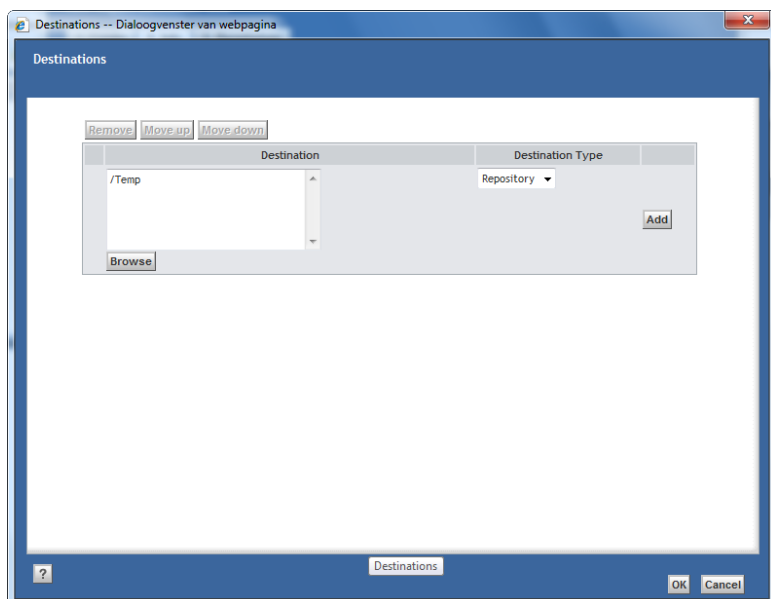 Destinations -- Dialoogvenster van webpagina
Destinations
Remove Move up Move down
Destination Destination Type
/Temp Repository
Add
Browse
Destinations
?
OK Cancel